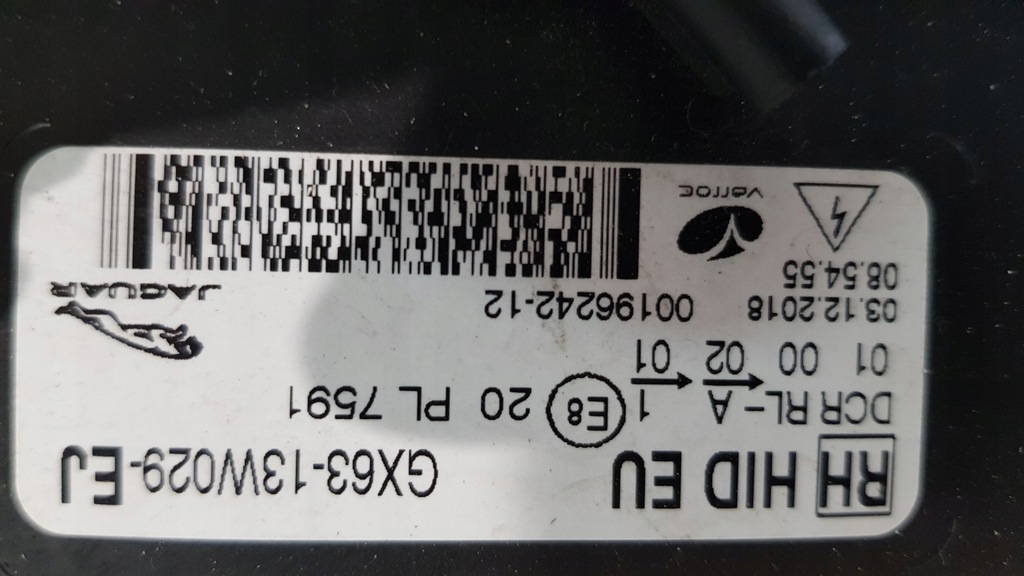 RH HID EU GX63-13W029-EJ
DCR RL-A 1 E8 20 PL 7591
01 00 02 01
JAGUAR
03.12.2018 00196242-12
08.54.55
varroc